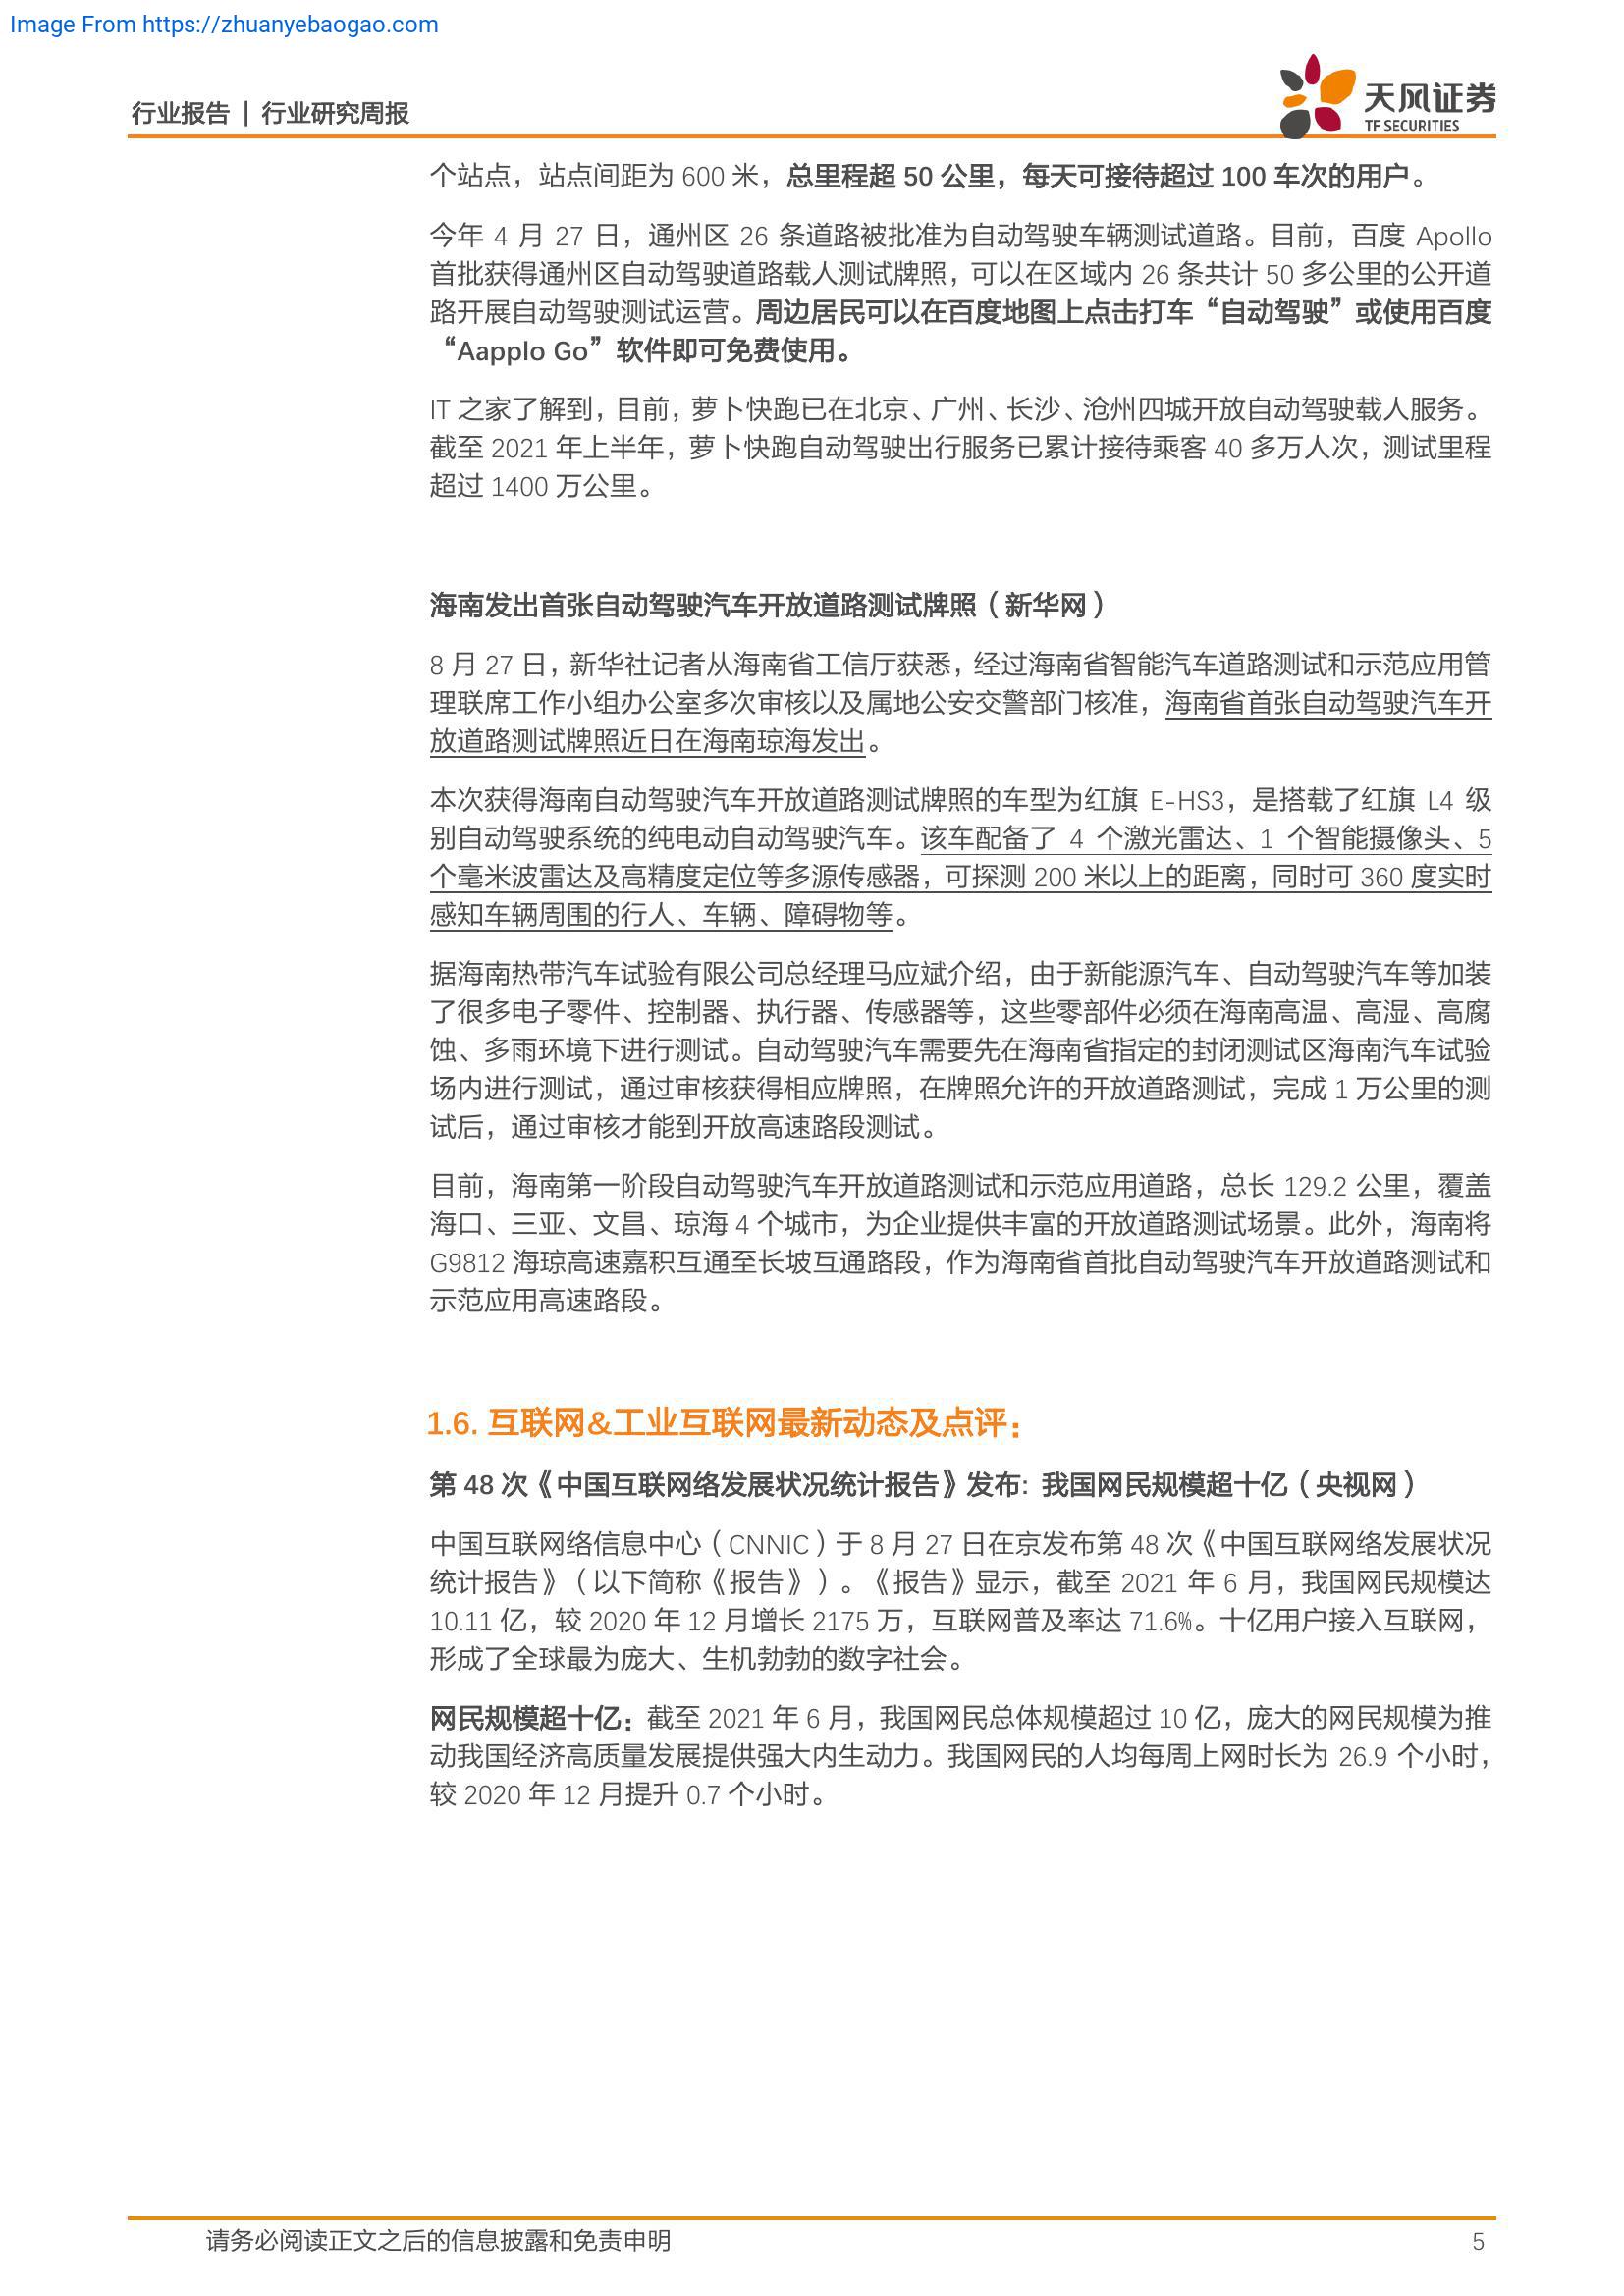 Image From https://zhuanyebaogao.com
行业报告 | 行业研究周报
天风证券
TF SECURITIES
个站点，站点间距为 600 米，总里程超 50 公里，每天可接待超过 100 车次的用户。
今年 4 月 27 日，通州区 26 条道路被批准为自动驾驶车辆测试道路。目前，百度 Apollo
首批获得通州区自动驾驶道路载人测试牌照，可以在区域内 26 条共计 50 多公里的公开道
路开展自动驾驶测试运营。周边居民可以在百度地图上点击打车“自动驾驶”或使用百度
“Aapplo Go”软件即可免费使用。
IT 之家了解到，目前，萝卜快跑已在北京、广州、长沙、沧州四城开放自动驾驶载人服务。
截至 2021 年上半年，萝卜快跑自动驾驶出行服务已累计接待乘客 40 多万人次，测试里程
超过 1400 万公里。
海南发出首张自动驾驶汽车开放道路测试牌照（新华网）
8 月 27 日，新华社记者从海南省工信厅获悉，经过海南省智能汽车道路测试和示范应用管
理联席工作小组办公室多次审核以及属地公安交警部门核准，海南省首张自动驾驶汽车开
放道路测试牌照近日在海南琼海发出。
本次获得海南自动驾驶汽车开放道路测试牌照的车型为红旗 E-HS3，是搭载了红旗 L4 级
别自动驾驶系统的纯电动自动驾驶汽车。该车配备了 4 个激光雷达、1 个智能摄像头、5
个毫米波雷达及高精度定位等多源传感器，可探测 200 米以上的距离，同时可 360 度实时
感知车辆周围的行人、车辆、障碍物等。
据海南热带汽车试验有限公司总经理马应斌介绍，由于新能源汽车、自动驾驶汽车等加装
了很多电子零件、控制器、执行器、传感器等，这些零部件必须在海南高温、高湿、高腐
蚀、多雨环境下进行测试。自动驾驶汽车需要先在海南省指定的封闭测试区海南汽车试验
场内进行测试，通过审核获得相应牌照，在牌照允许的开放道路测试，完成 1 万公里的测
试后，通过审核才能到开放高速路段测试。
目前，海南第一阶段自动驾驶汽车开放道路测试和示范应用道路，总长 129.2 公里，覆盖
海口、三亚、文昌、琼海 4 个城市，为企业提供丰富的开放道路测试场景。此外，海南将
G9812 海琼高速嘉积互通至长坡互通路段，作为海南省首批自动驾驶汽车开放道路测试和
示范应用高速路段。
1.6. 互联网&工业互联网最新动态及点评：
第 48 次《中国互联网络发展状况统计报告》发布: 我国网民规模超十亿（央视网）
中国互联网络信息中心（CNNIC）于 8 月 27 日在京发布第 48 次《中国互联网络发展状况
统计报告》（以下简称《报告》）。《报告》显示，截至 2021 年 6 月，我国网民规模达
10.11 亿，较 2020 年 12 月增长 2175 万，互联网普及率达 71.6%。十亿用户接入互联网，
形成了全球最为庞大、生机勃勃的数字社会。
网民规模超十亿：截至 2021 年 6 月，我国网民总体规模超过 10 亿，庞大的网民规模为推
动我国经济高质量发展提供强大内生动力。我国网民的人均每周上网时长为 26.9 个小时，
较 2020 年 12 月提升 0.7 个小时。
请务必阅读正文之后的信息披露和免责申明
5